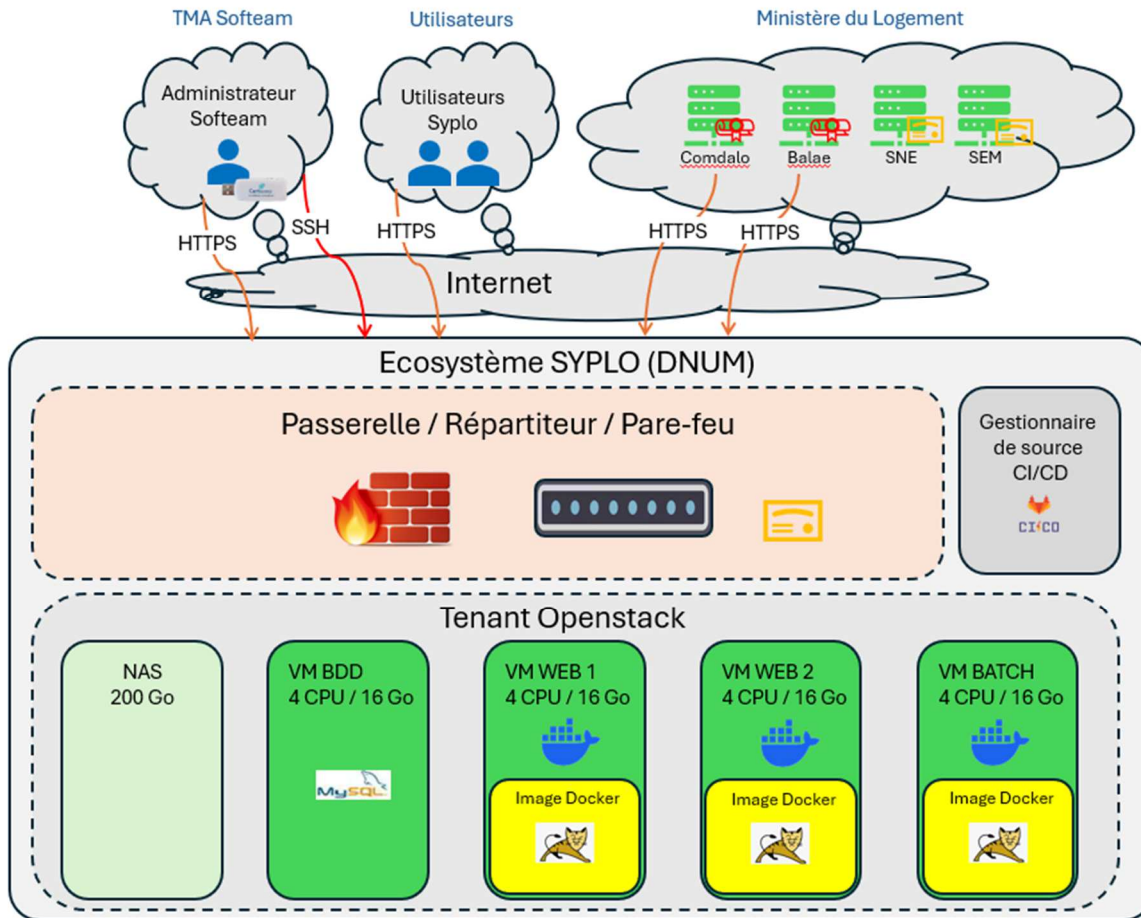 TMA Softeam
Utilisateurs
Ministère du Logement
Administrateur
Softeam
Utilisateurs
Syplo
Comdalo
Balae
SNE
SEM
HTTPS
SSH
HTTPS
HTTPS
HTTPS
Internet
Ecosystème SYPLO (DNUM)
Passerelle / Répartiteur / Pare-feu
Gestionnaire
de source
CI/CD
Tenant Openstack
NAS
200 Go
VM BDD
4 CPU / 16 Go
MySQL
VM WEB 1
4 CPU / 16 Go
Image Docker
VM WEB 2
4 CPU / 16 Go
Image Docker
VM BATCH
4 CPU / 16 Go
Image Docker